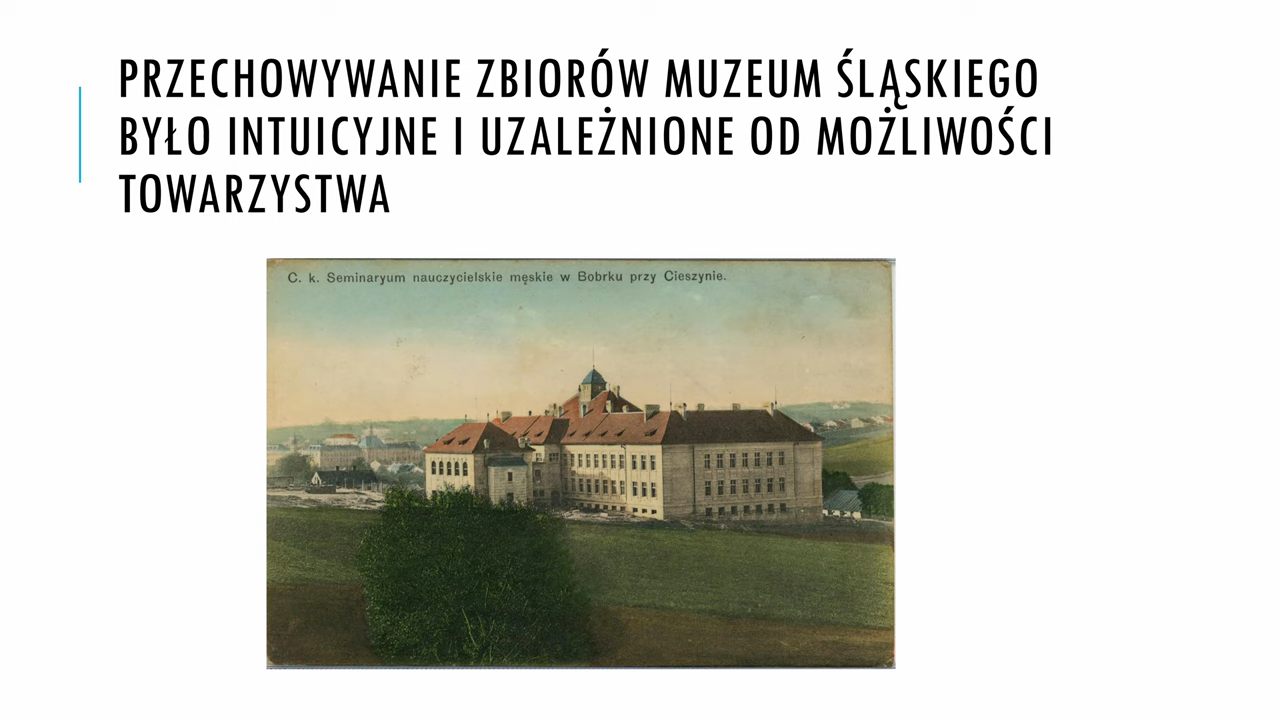 PRZECHOWYWANIE ZBIORÓW MUZEUM ŚLĄSKIEGO
BYŁO INTUICYJNE I UZALEŻNIONE OD MOŻLIWOŚCI
TOWARZYSTWA
C. k. Seminaryum nauczycielskie męskie w Bobrku przy Cieszynie.